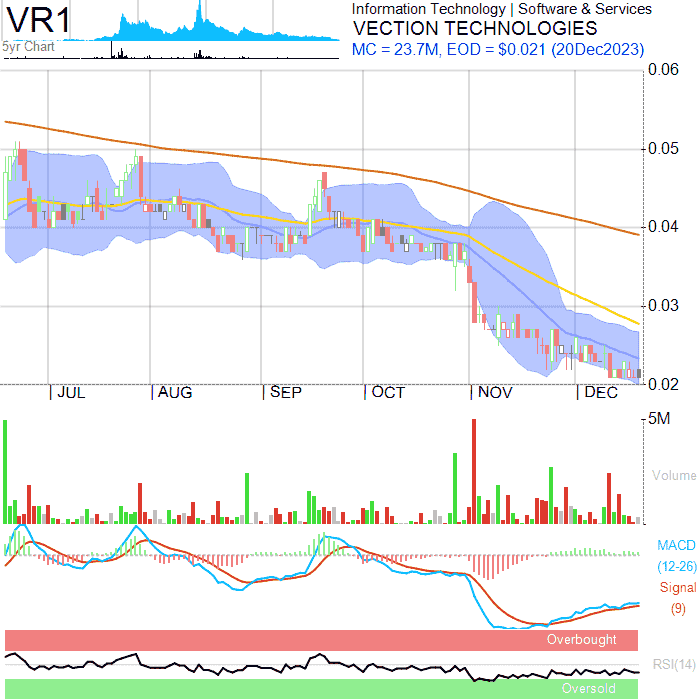 VR1
5yr Chart
Information Technology | Software & Services
VECTION TECHNOLOGIES
MC = 23.7M, EOD = $0.021 (20Dec2023)
0.06
0.05
0.04
0.03
0.02
| JUL | AUG | SEP | OCT | NOV | DEC
5M
Volume
MACD
(12-26)
Signal
(9)
Overbought
RSI(14)
Oversold